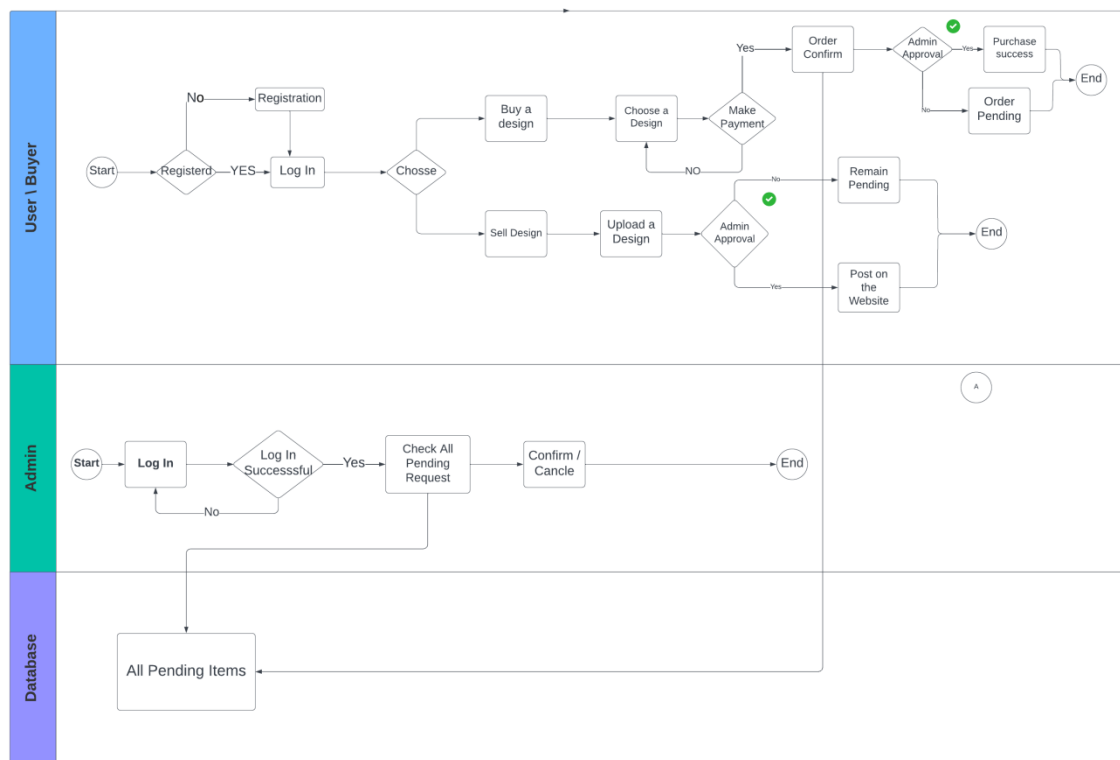 User \ Buyer
Start
Registerd
No
Registration
YES
Log In
Chosse
Buy a
design
Choose a
Design
Make
Payment
NO
Yes
Order
Confirm
Admin
Approval
Yes
Purchase
success
No
Order
Pending
End
Sell Design
Upload a
Design
Admin
Approval
No
Remain
Pending
Yes
Post on
the
Website
End
Admin
A
Start
Log In
Log In
Successsful
No
Yes
Check All
Pending
Request
Confirm /
Cancle
End
Database
All Pending Items